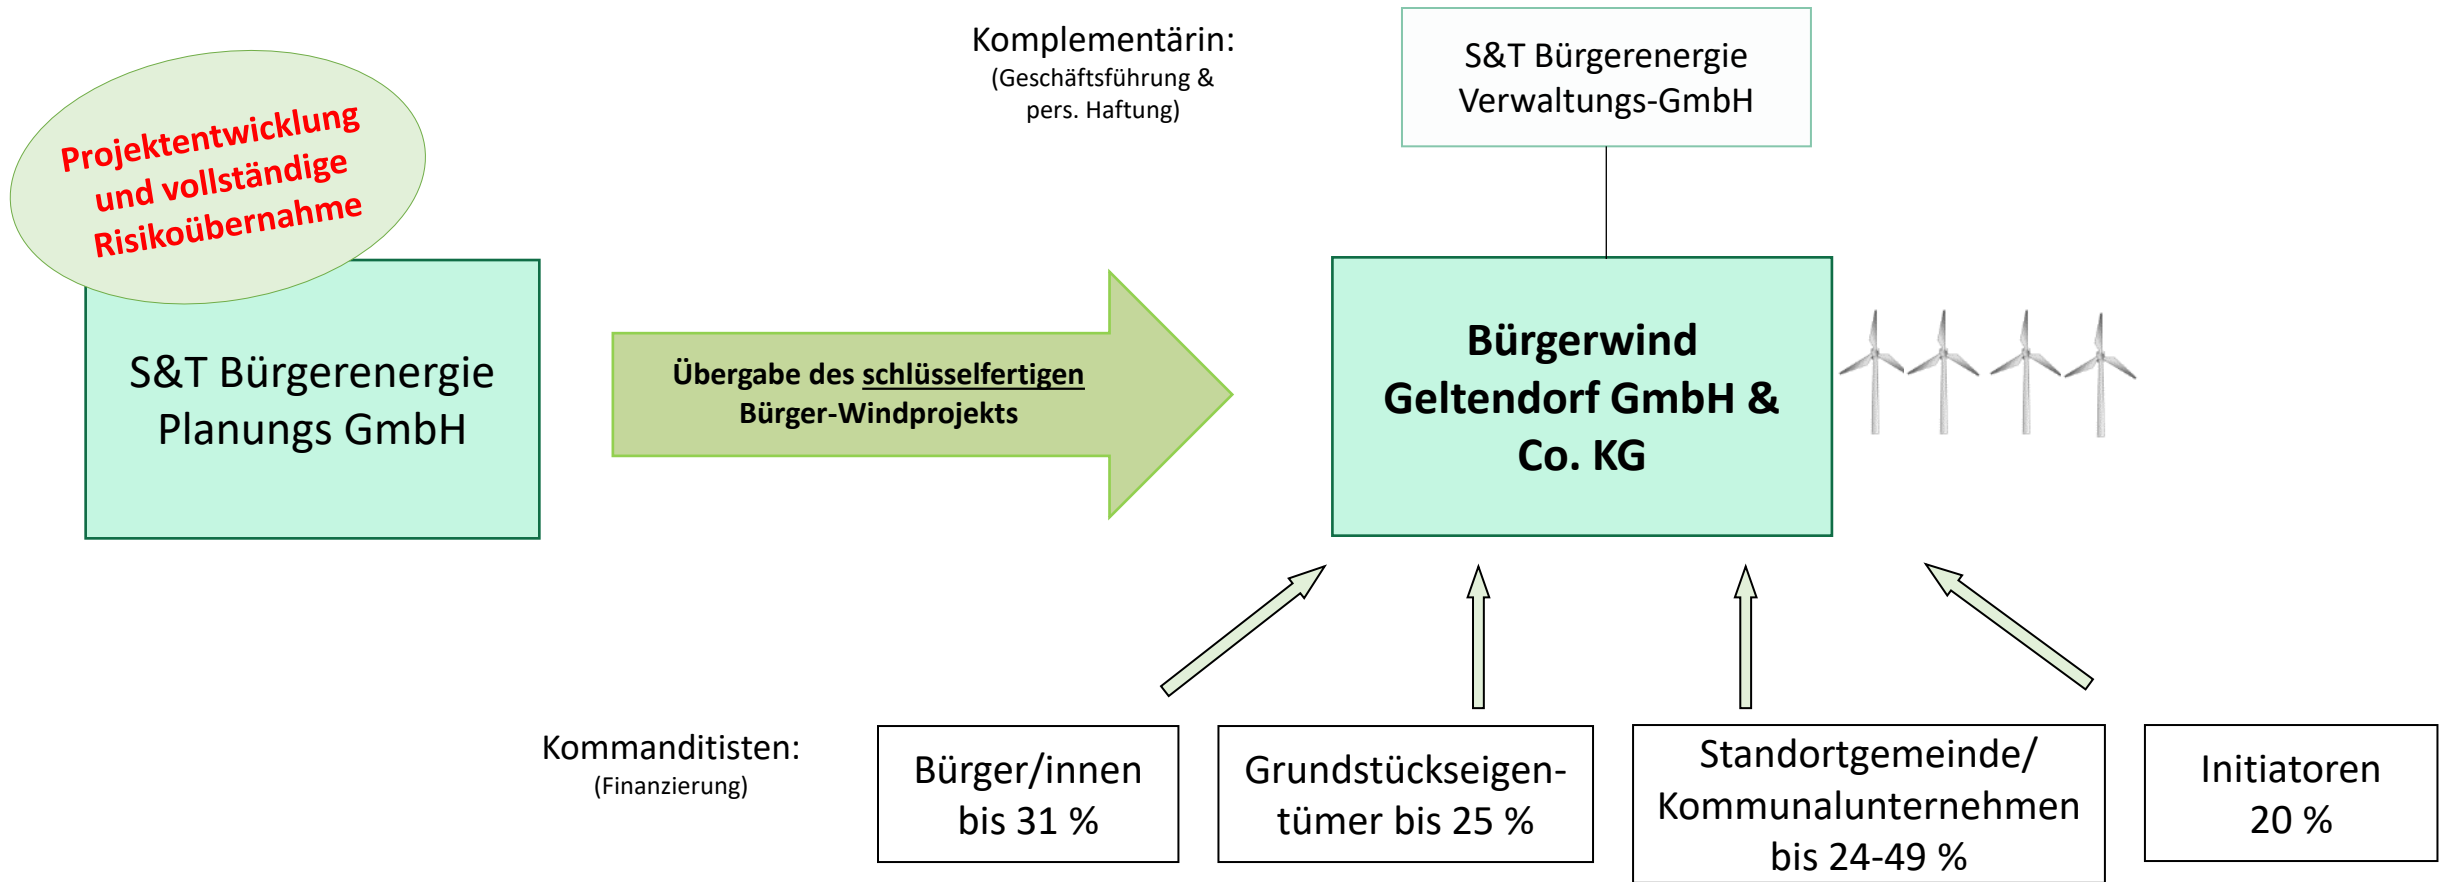 Komplementärin:
(Geschäftsführung &
pers. Haftung)
S&T Bürgerenergie
Verwaltungs-GmbH
Projektentwicklung
und vollständige
Risikoübernahme
S&T Bürgerenergie
Planungs GmbH
Übergabe des schlüsselfertigen
Bürger-Windprojekts
Bürgerwind
Geltendorf GmbH &
Co. KG
Kommanditisten:
(Finanzierung)
Bürger/innen
bis 31 %
Grundstückseigen-
tümer bis 25 %
Standortgemeinde/
Kommunalunternehmen
bis 24-49 %
Initiatoren
20 %